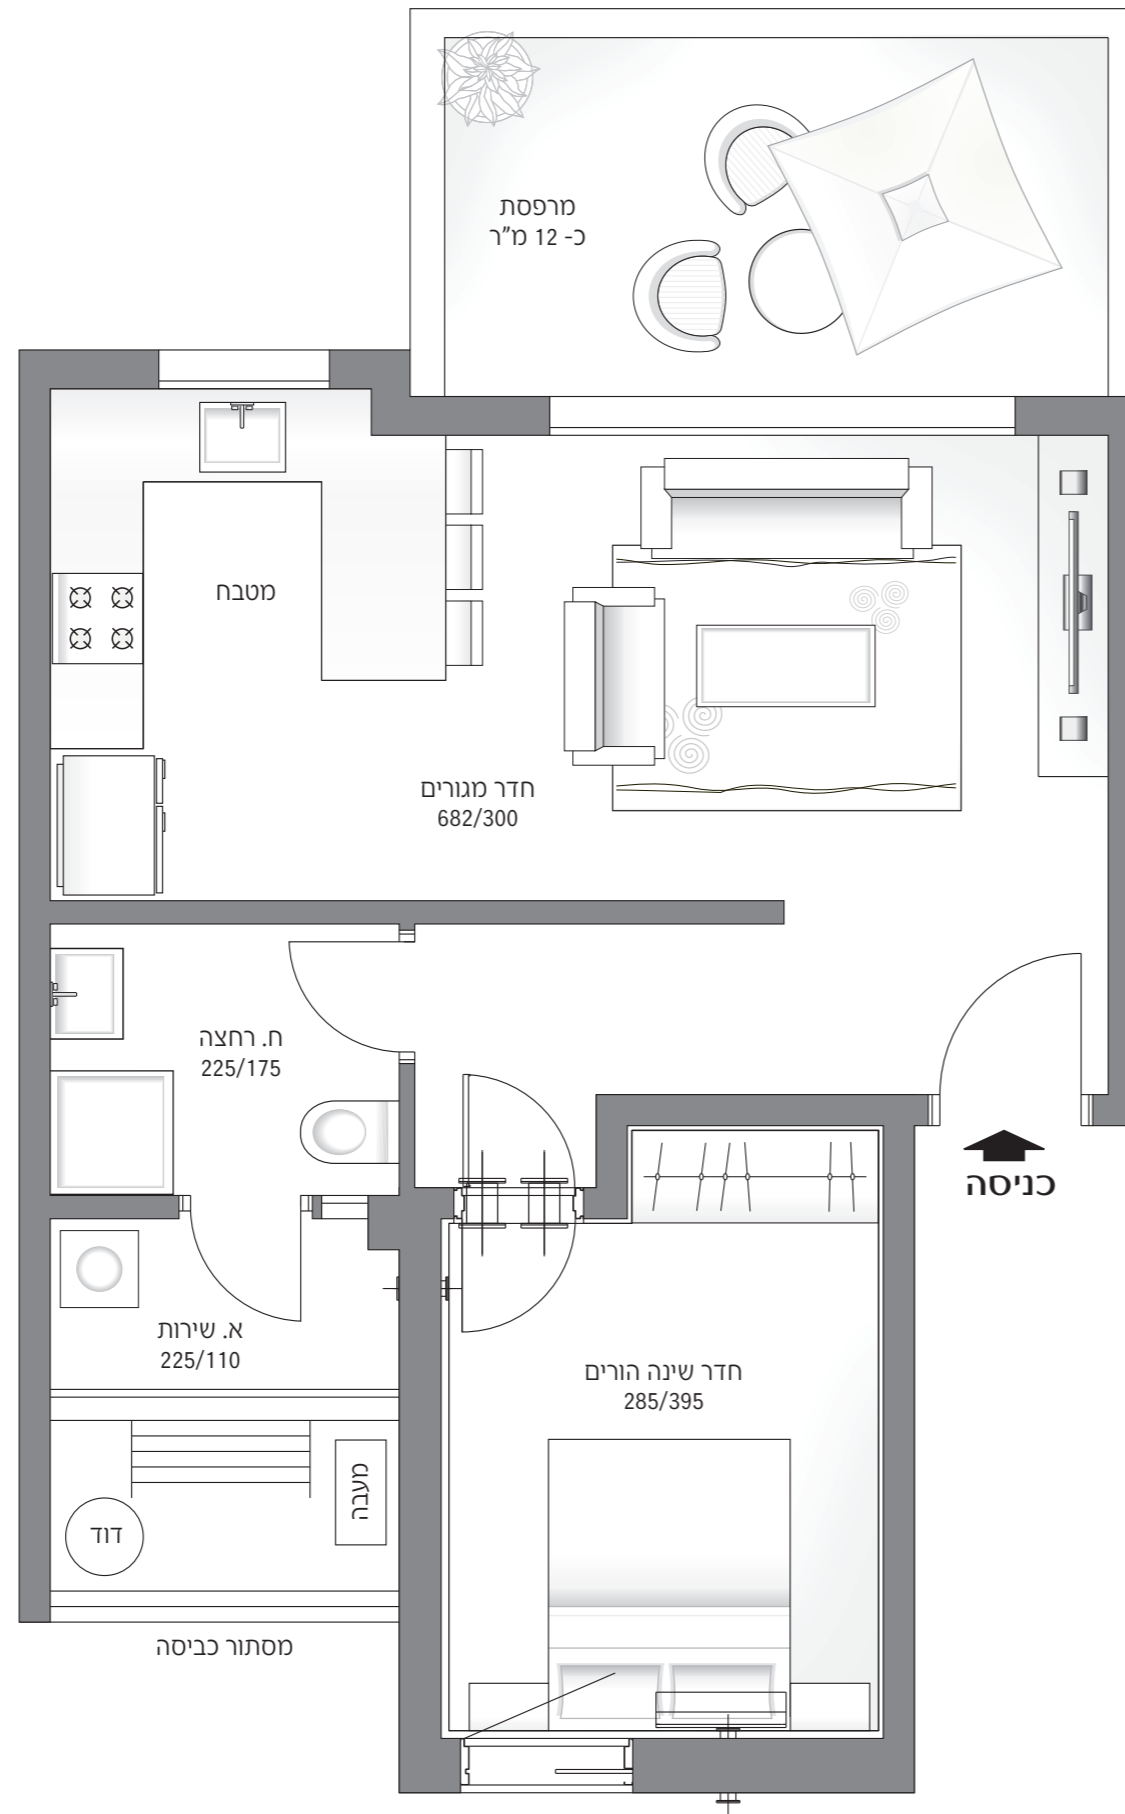 מרפסת
כ- 12 מ"ר
מטבח
חדר מגורים
682/300
ח. רחצה
225/175
כניסה
א. שירות
225/110
חדר שינה הורים
285/395
מעבה
דוד
מסתור כביסה